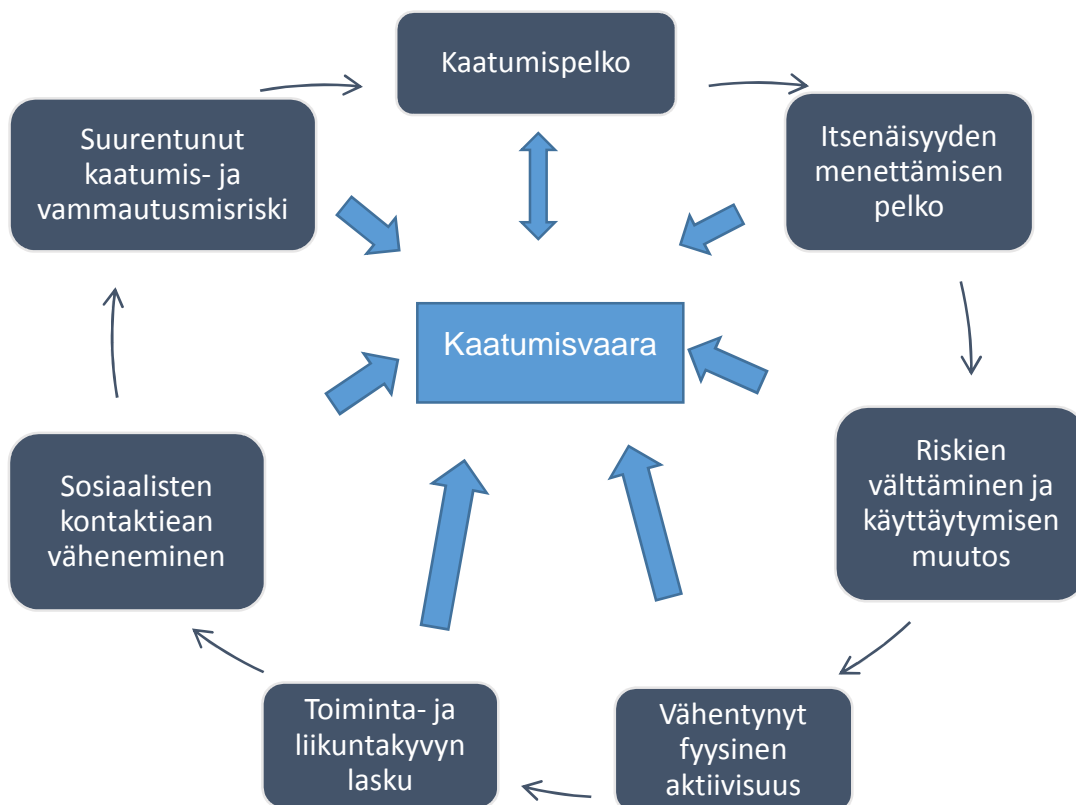 Kaatumispelko
Itsenäisyyden
menettämisen
pelko
Riskien
välttäminen ja
käyttäytymisen
muutos
Vähentynyt
fyysinen
aktiivisuus
Toiminta- ja
liikuntakyvyn
lasku
Sosiaalisten
kontaktiean
väheneminen
Suurentunut
kaatumis- ja
vammautusmisriski
Kaatumisvaara